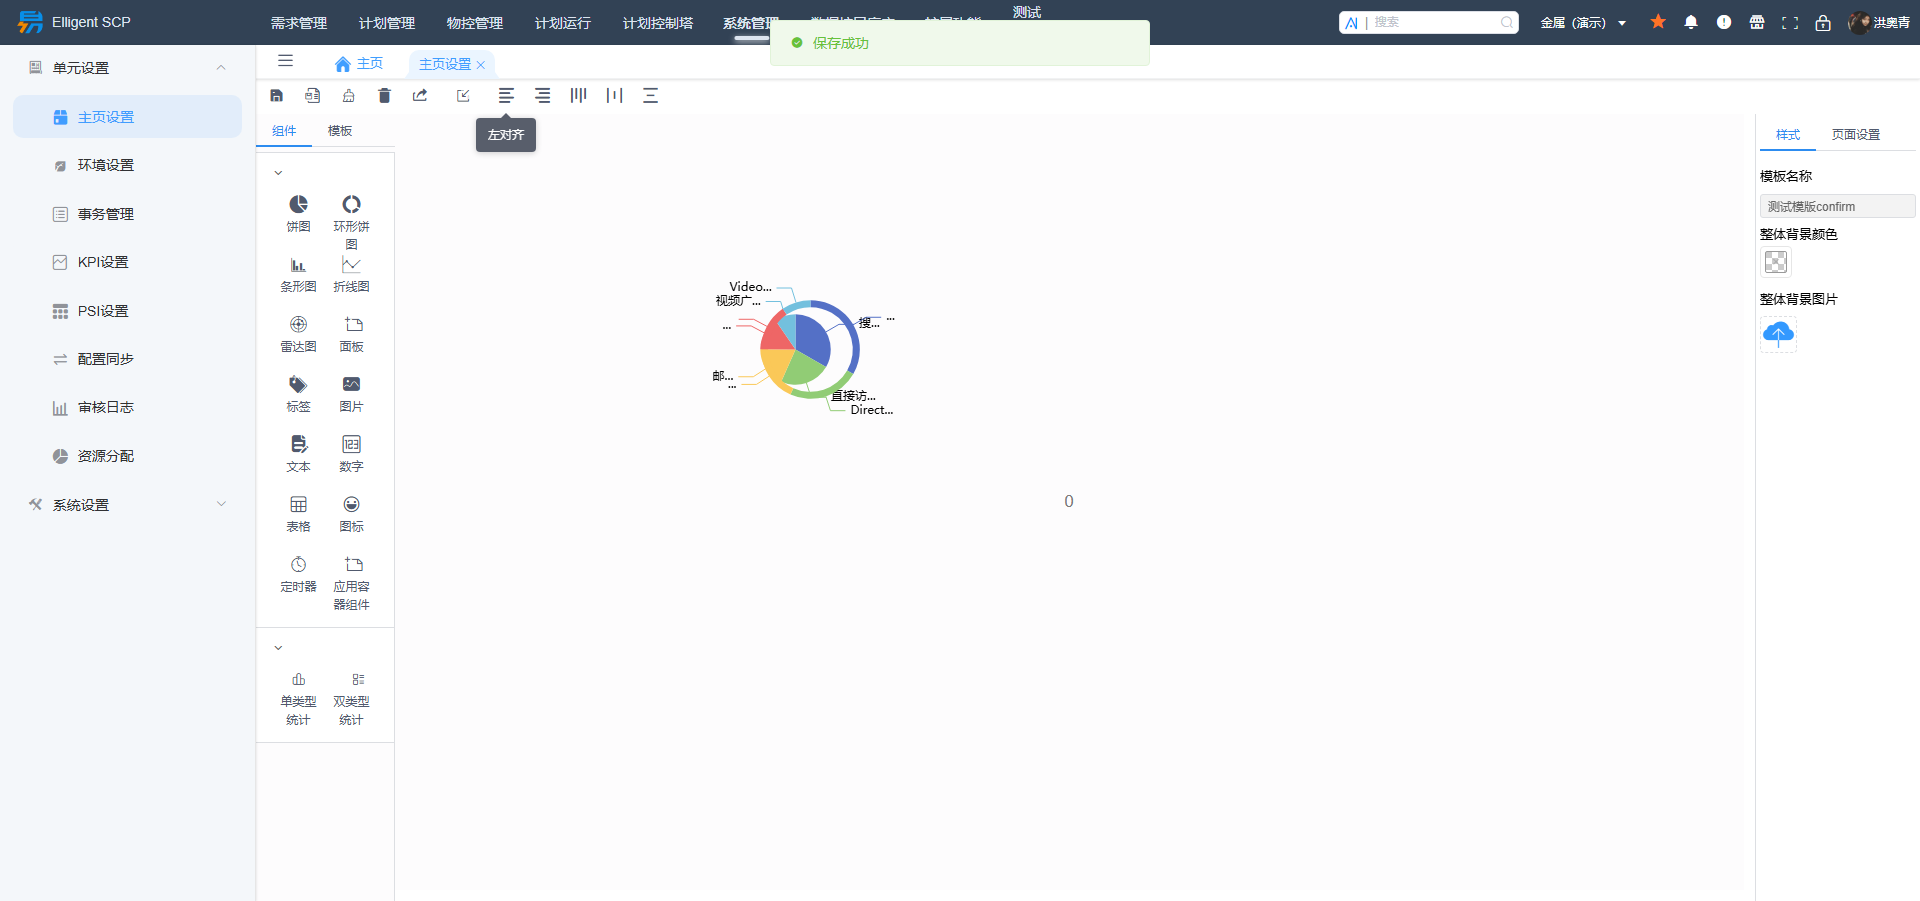 Elligent SCP
需求管理
计划管理
物控管理
计划运行
计划控制塔
系统管理
测试
AI | 搜索
金属（演示）
洪奥青
保存成功
单元设置
主页设置
环境设置
事务管理
KPI设置
PSI设置
配置同步
审核日志
资源分配
系统设置
主页
主页设置
左对齐
组件
模板
饼图
环形饼
图
条形图
折线图
雷达图
面板
标签
图片
文本
数字
123
表格
图标
定时器
应用容
器组件
单类型
统计
双类型
统计
Video...
视频广...
...
搜...
...
邮...
...
直接访...
Direct...
0
样式
页面设置
模板名称
测试模版confirm
整体背景颜色
整体背景图片